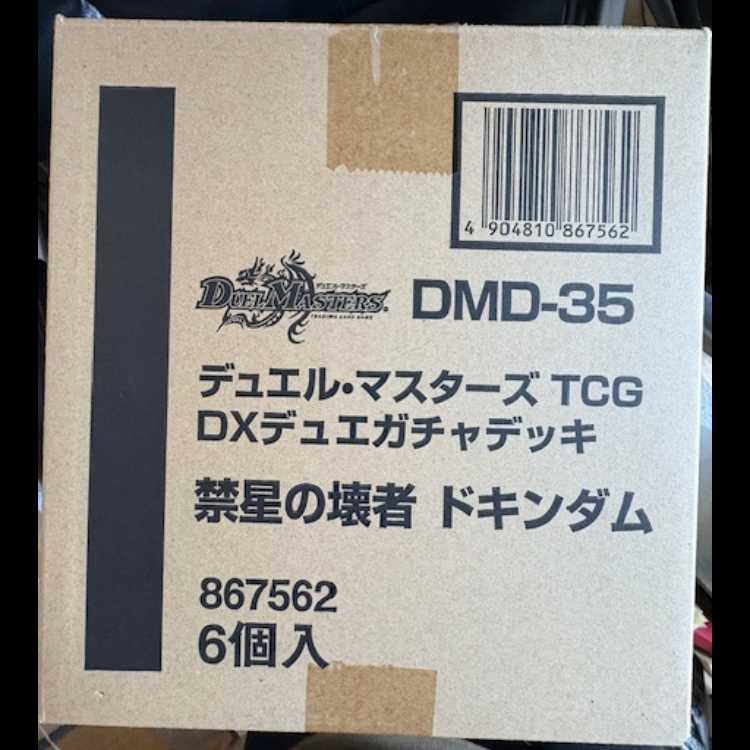 4 904810 867562
デュエル・マスターズ
DUEL MASTERS®
TRADING CARD GAME
DMD-35
デュエル・マスターズ TCG
DXデュエガチャデッキ
禁星の壊者 ドキンダム
867562
6個入